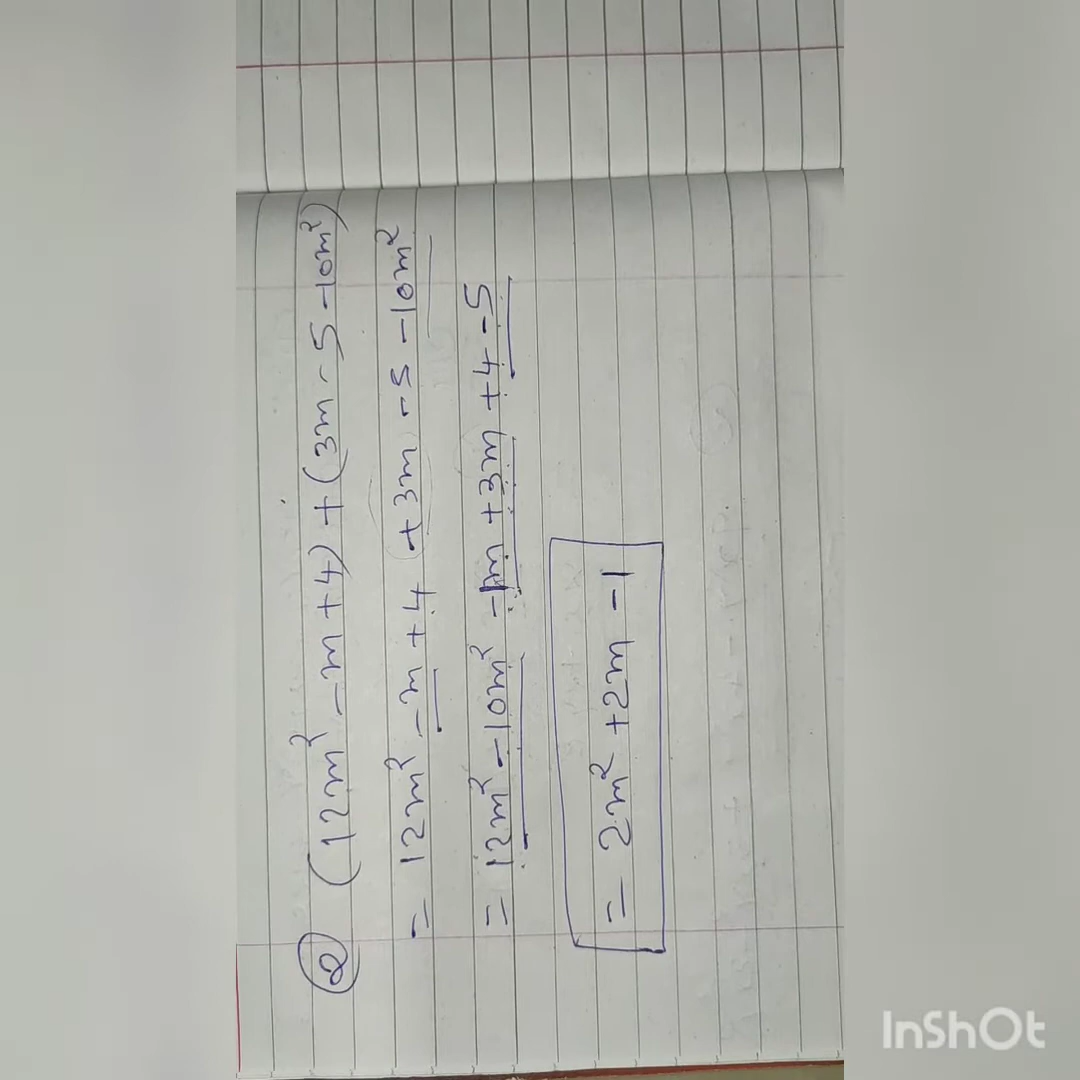 ② (12m² - m + 4) + (3m - 5 - 10m²)
= 12m² - m + 4 + 3m - 5 - 10m²
= 12m² - 10m² - 1m + 3m + 4 - 5
= 2m² + 2m - 1
InShOt